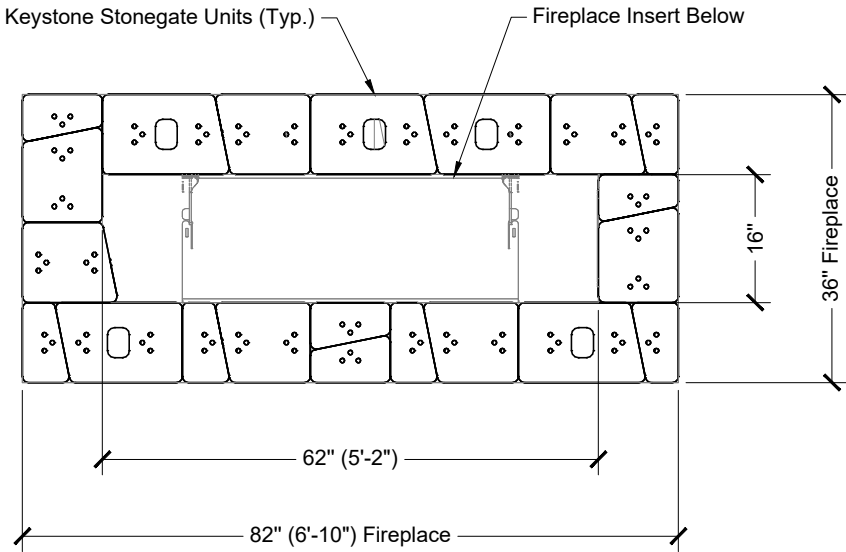 Keystone Stonegate Units (Typ.)
Fireplace Insert Below
16"
36" Fireplace
62" (5'-2")
82" (6'-10") Fireplace